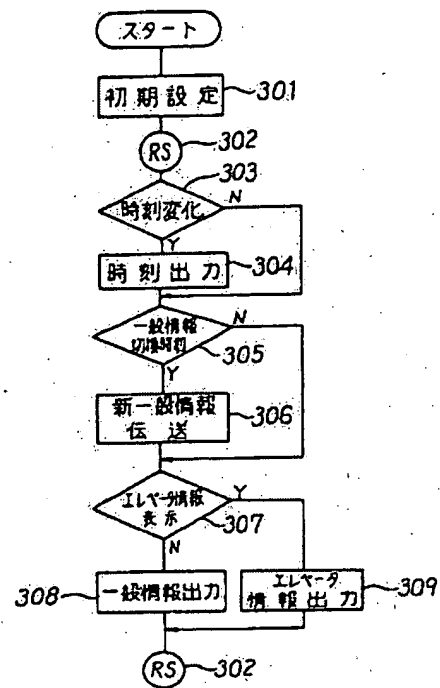 スタート
初期設定
301
RS
302
303
時刻変化
N
Y
時刻出力
304
一般情報
切換時刻
N
305
Y
新一般情報
伝送
306
エレベータ情報
表示
Y
307
N
308
一般情報出力
エレベータ
情報出力
309
RS
302